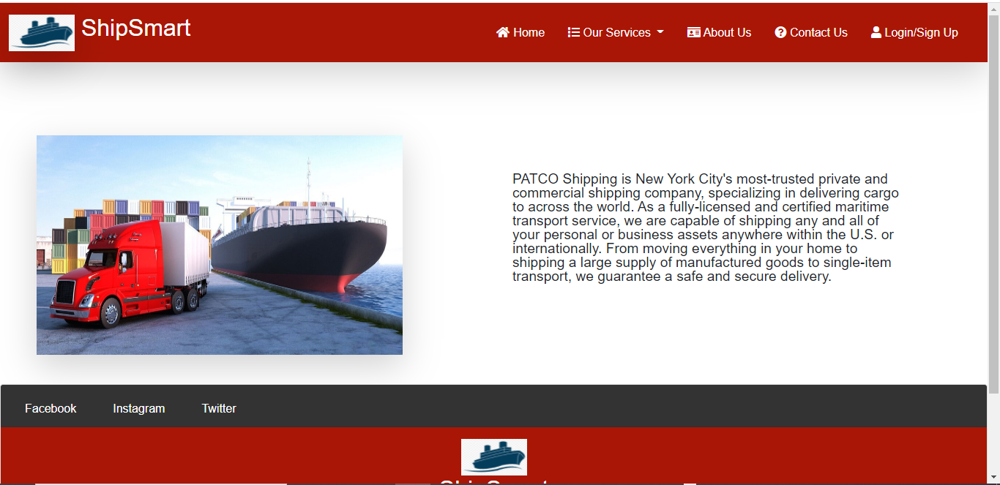 ShipSmart
Home
Our Services
About Us
Contact Us
Login/Sign Up
PATCO Shipping is New York City's most-trusted private and
commercial shipping company, specializing in delivering cargo
to across the world. As a fully-licensed and certified maritime
transport service, we are capable of shipping any and all of
your personal or business assets anywhere within the U.S. or
internationally. From moving everything in your home to
shipping a large supply of manufactured goods to single-item
transport, we guarantee a safe and secure delivery.
Facebook
Instagram
Twitter